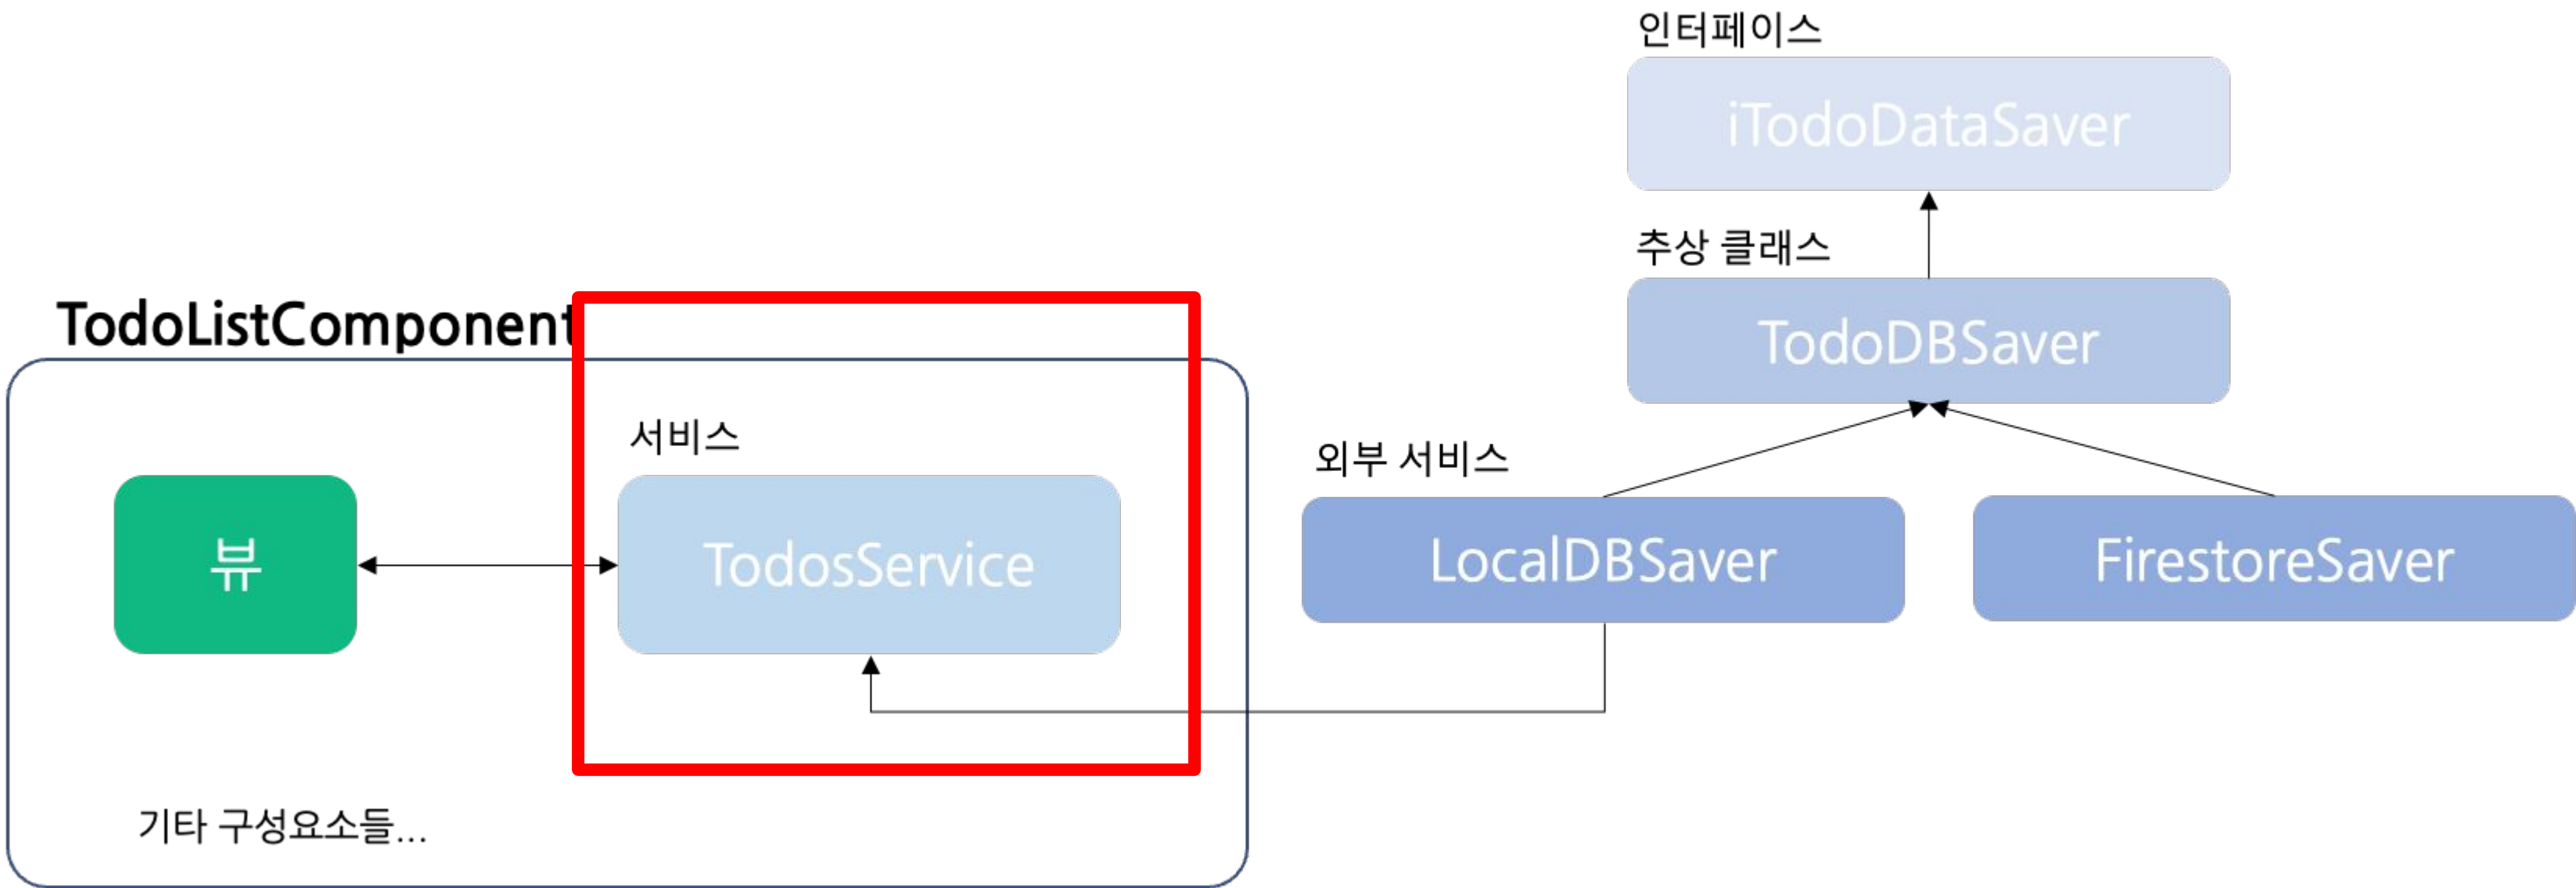 인터페이스
iTodoDataSaver
추상 클래스
TodoDBSaver
TodoListComponent
서비스
외부 서비스
뷰
TodosService
LocalDBSaver
FirestoreSaver
기타 구성요소들...